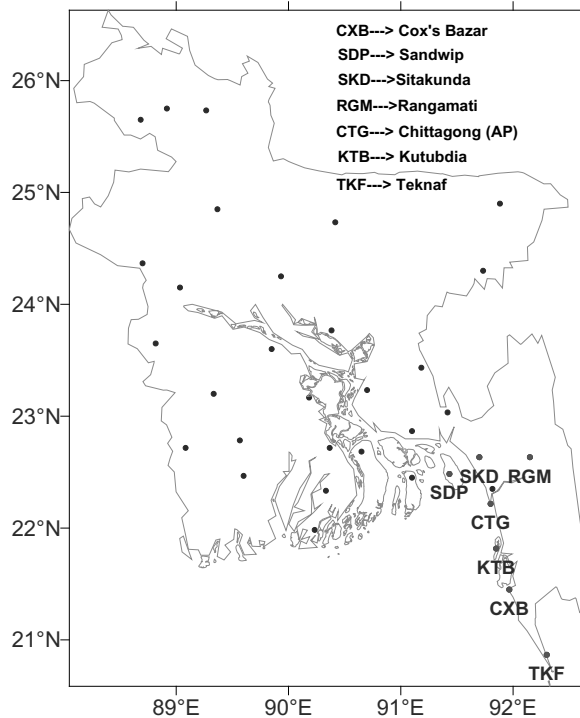 CXB---> Cox's Bazar
26°N
SDP---> Sandwip
SKD--->Sitakunda
RGM--->Rangamati
CTG---> Chittagong (AP)
KTB---> Kutubdia
25°N
TKF---> Teknaf
24°N
23°N
SKD RGM
SDP
22°N
CTG
KTB
CXB
21°N
TKF
89°E 90°E 91°E 92°E